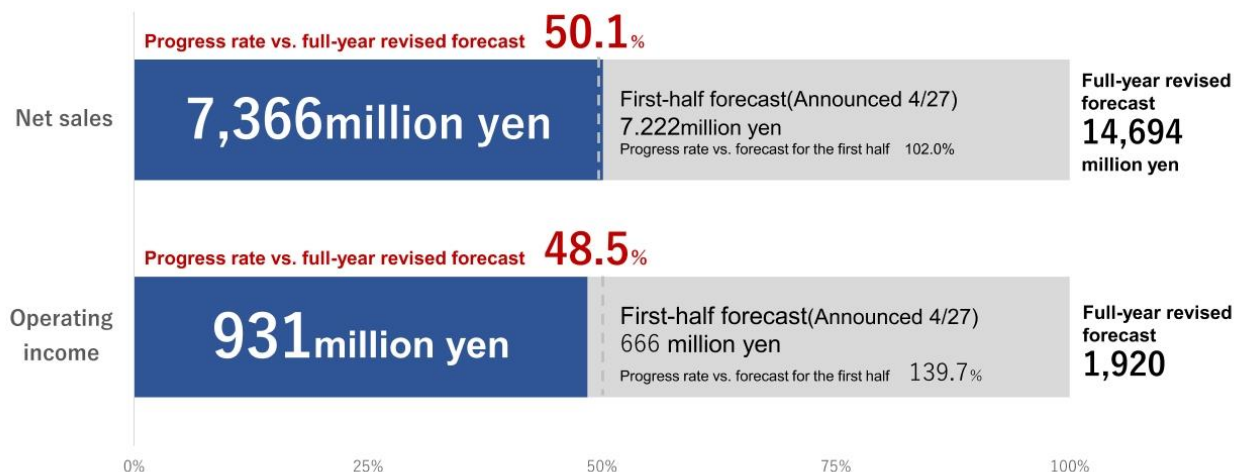 Progress rate vs. full-year revised forecast 50.1%
Net sales
7,366million yen
First-half forecast(Announced 4/27)
7.222million yen
Progress rate vs. forecast for the first half 102.0%
Full-year revised
forecast
14,694
million yen
Progress rate vs. full-year revised forecast 48.5%
Operating
income
931million yen
First-half forecast(Announced 4/27)
666 million yen
Progress rate vs. forecast for the first half 139.7%
Full-year revised
forecast
1,920
0% 25% 50% 75% 100%